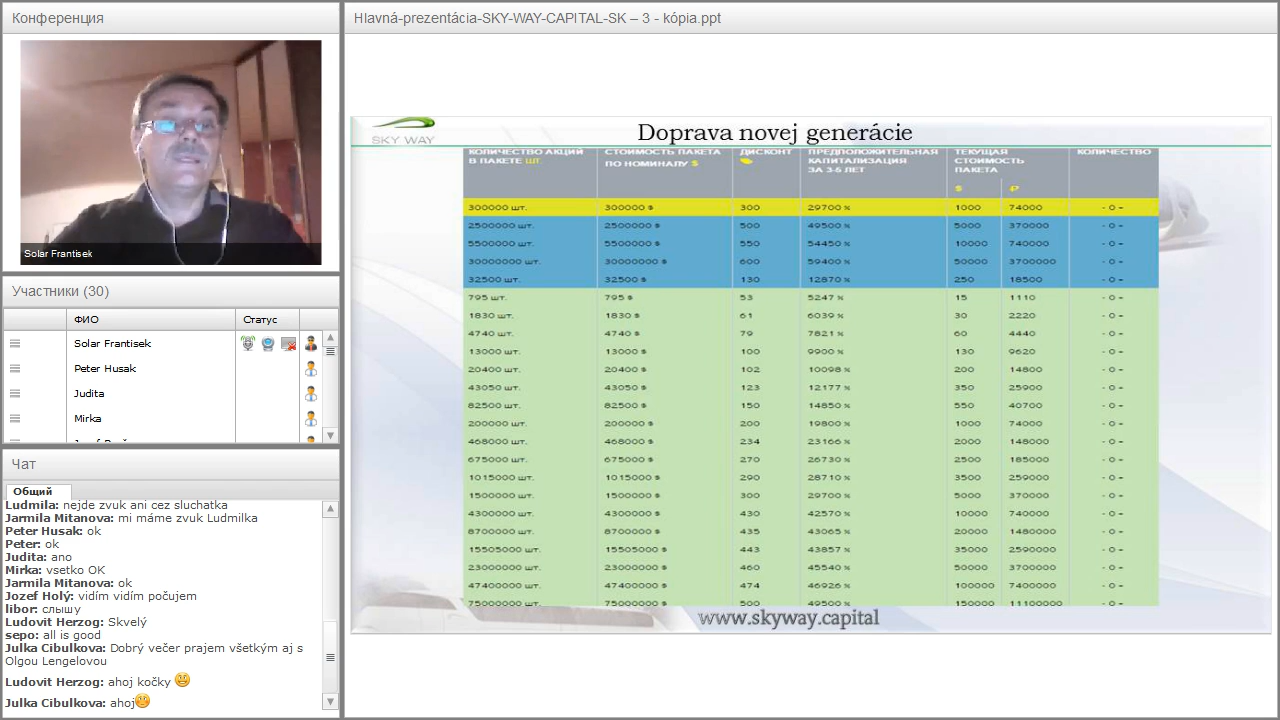 Конференция
Solar Frantisek
Участники (30)
ФИО Статус
Solar Frantisek
Peter Husak
Judita
Mirka
Чат
Общий
Ludmila: nejde zvuk ani cez sluchatka
Jarmila Mitanova: mi máme zvuk Ludmilka
Peter Husak: ok
Peter: ok
Judita: ano
Mirka: vsetko OK
Jarmila Mitanova: ok
Jozef Holý: vidím vidím počujem
libor: слышу
Ludovit Herzog: Skvělý
sepo: all is good
Julka Cibulkova: Dobrý večer prajem všetkým aj s
Olgou Lengelovou
Ludovit Herzog: ahoj kočky
Julka Cibulkova: ahoj
Hlavná-prezentácia-SKY-WAY-CAPITAL-SK – 3 - kópia.ppt
SKY WAY
Doprava novej generácie
КОЛИЧЕСТВО АКЦИЙ В ПАКЕТЕ ШТ. СТОИМОСТЬ ПАКЕТА ПО НОМИНАЛУ $ ДИСКОНТ ПРЕДПОЛОЖИТЕЛЬНАЯ КАПИТАЛИЗАЦИЯ ЗА 3-5 ЛЕТ ТЕКУЩАЯ СТОИМОСТЬ ПАКЕТА КОЛИЧЕСТВО
$ ₽
300000 шт. 300000 $ 300 29700 % 1000 74000 - 0 -
2500000 шт. 2500000 $ 500 49500 % 5000 370000 - 0 -
5500000 шт. 5500000 $ 550 54450 % 10000 740000 - 0 -
30000000 шт. 30000000 $ 600 59400 % 50000 3700000 - 0 -
32500 шт. 32500 $ 130 12870 % 250 18500 - 0 -
795 шт. 795 $ 53 5247 % 15 1110 - 0 -
1830 шт. 1830 $ 61 6039 % 30 2220 - 0 -
4740 шт. 4740 $ 79 7821 % 60 4440 - 0 -
13000 шт. 13000 $ 100 9900 % 130 9620 - 0 -
20400 шт. 20400 $ 102 10098 % 200 14800 - 0 -
43050 шт. 43050 $ 123 12177 % 350 25900 - 0 -
82500 шт. 82500 $ 150 14850 % 550 40700 - 0 -
200000 шт. 200000 $ 200 19800 % 1000 74000 - 0 -
468000 шт. 468000 $ 234 23166 % 2000 148000 - 0 -
675000 шт. 675000 $ 270 26730 % 2500 185000 - 0 -
1015000 шт. 1015000 $ 290 28710 % 3500 259000 - 0 -
1500000 шт. 1500000 $ 300 29700 % 5000 370000 - 0 -
4300000 шт. 4300000 $ 430 42570 % 10000 740000 - 0 -
8700000 шт. 8700000 $ 435 43065 % 20000 1480000 - 0 -
15505000 шт. 15505000 $ 443 43857 % 35000 2590000 - 0 -
23000000 шт. 23000000 $ 460 45540 % 50000 3700000 - 0 -
47400000 шт. 47400000 $ 474 46926 % 100000 7400000 - 0 -
75000000 шт. 75000000 $ 500 49500 % 150000 11100000 - 0 -
www.skyway.capital